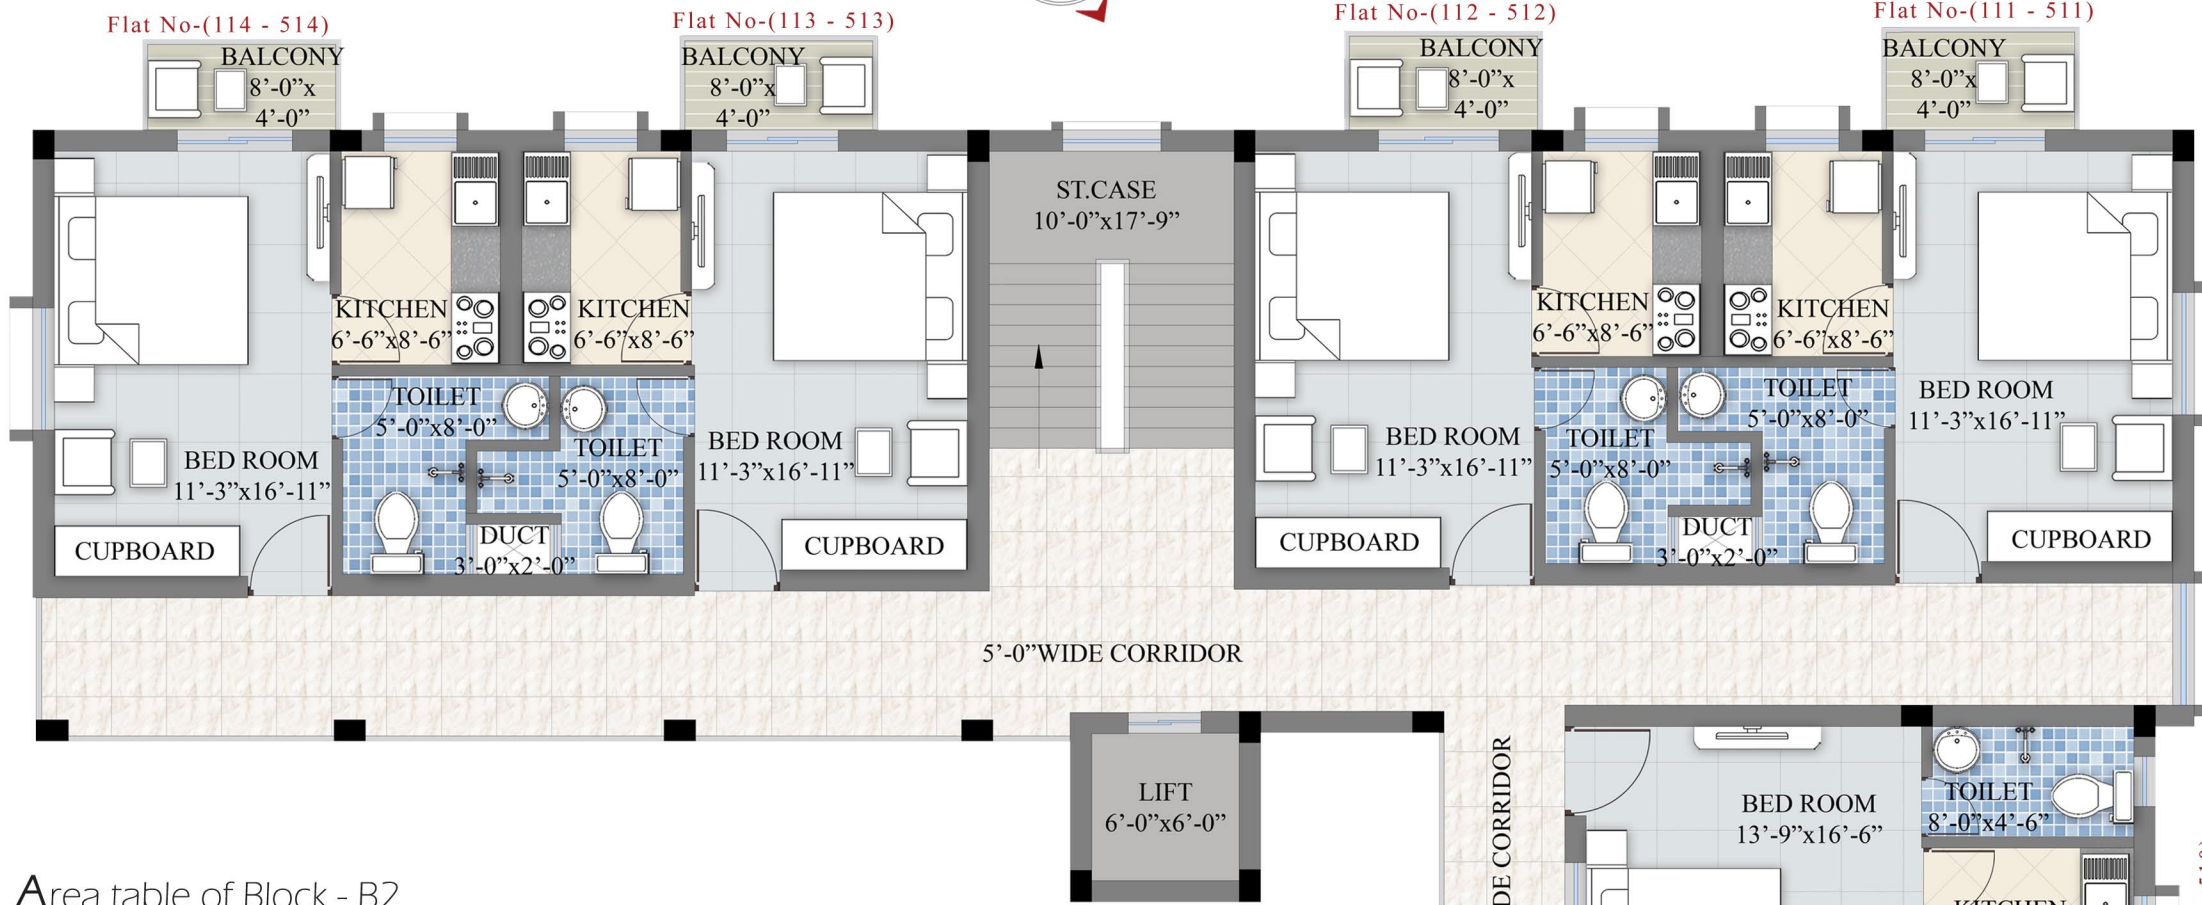 Flat No-(114 - 514)
Flat No-(113 - 513)
Flat No-(112 - 512)
Flat No-(111 - 511)
BALCONY
8’-0”x
4’-0”
BALCONY
8’-0”x
4’-0”
BALCONY
8’-0”x
4’-0”
BALCONY
8’-0”x
4’-0”
KITCHEN
6’-6”x8’-6”
KITCHEN
6’-6”x8’-6”
ST.CASE
10’-0”x17’-9”
KITCHEN
6’-6”x8’-6”
KITCHEN
6’-6”x8’-6”
BED ROOM
11’-3”x16’-11”
TOILET
5’-0”x8’-0”
TOILET
5’-0”x8’-0”
BED ROOM
11’-3”x16’-11”
BED ROOM
11’-3”x16’-11”
TOILET
5’-0”x8’-0”
TOILET
5’-0”x8’-0”
BED ROOM
11’-3”x16’-11”
CUPBOARD
DUCT
3’-0”x2’-0”
CUPBOARD
CUPBOARD
DUCT
3’-0”x2’-0”
CUPBOARD
5’-0”WIDE CORRIDOR
LIFT
6’-0”x6’-0”
DE CORRIDOR
BED ROOM
13’-9”x16’-6”
TOILET
8’-0”x4’-6”
KITCHEN
Area table of Block - B2